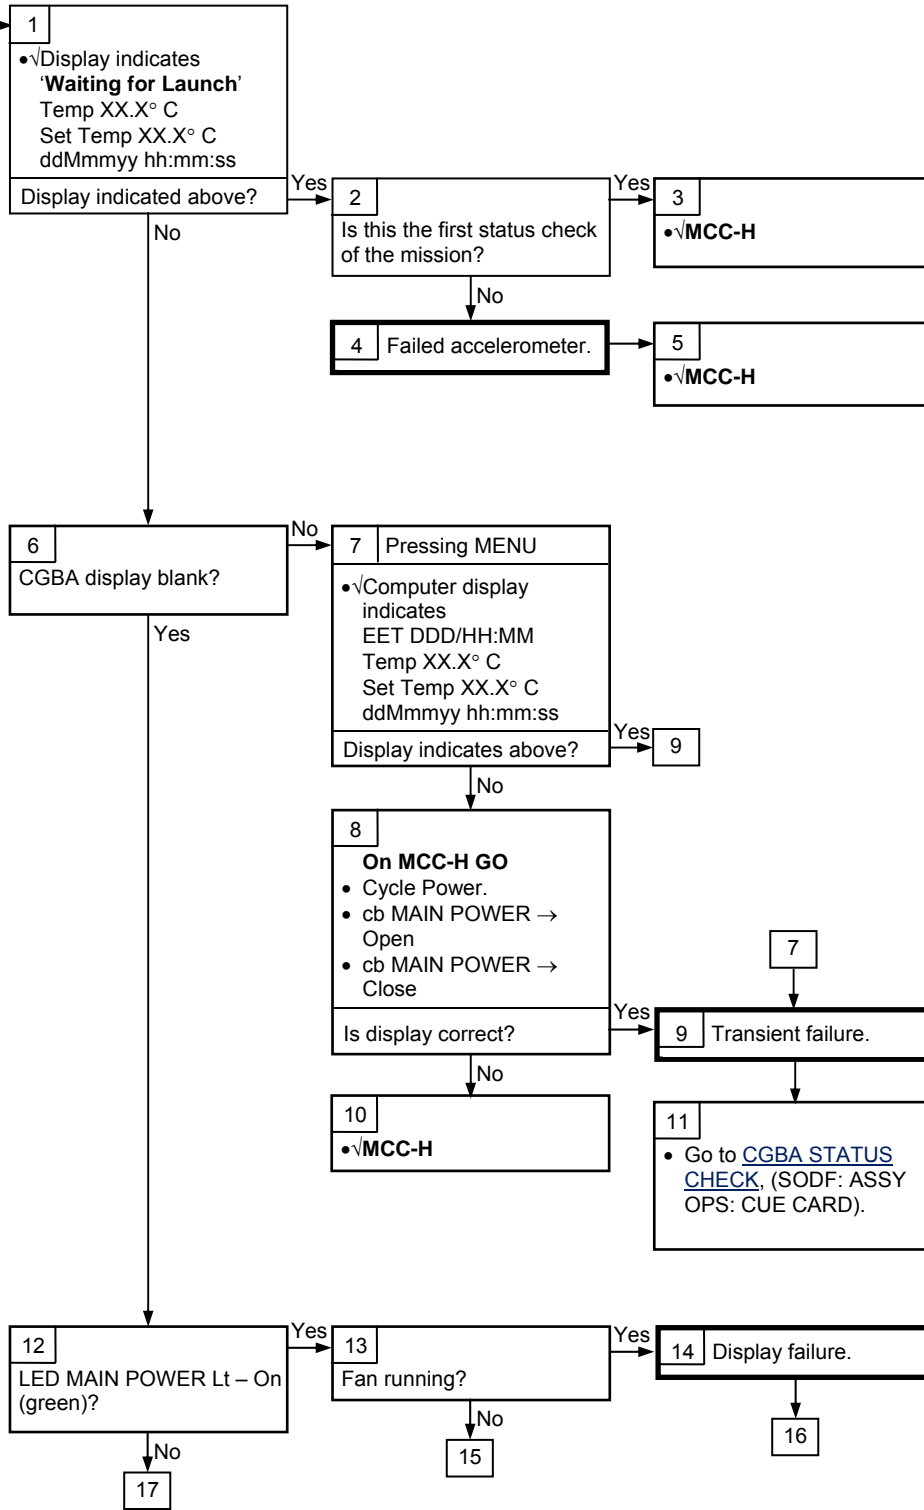 1
•√Display indicates
‘Waiting for Launch’
Temp XX.X° C
Set Temp XX.X° C
ddMmmyy hh:mm:ss
Display indicated above?
Yes
No
2
Is this the first status check
of the mission?
Yes
No
3
•√MCC-H
4 Failed accelerometer.
5
•√MCC-H
6
CGBA display blank?
No
Yes
7 Pressing MENU
•√Computer display
indicates
EET DDD/HH:MM
Temp XX.X° C
Set Temp XX.X° C
ddMmmyy hh:mm:ss
Display indicates above?
Yes
9
No
8
On MCC-H GO
• Cycle Power.
• cb MAIN POWER →
Open
• cb MAIN POWER →
Close
Is display correct?
Yes
No
7
9 Transient failure.
10
•√MCC-H
11
• Go to CGBA STATUS
CHECK, (SODF: ASSY
OPS: CUE CARD).
12
LED MAIN POWER Lt – On
(green)?
Yes
No
17
13
Fan running?
Yes
No
15
14 Display failure.
16